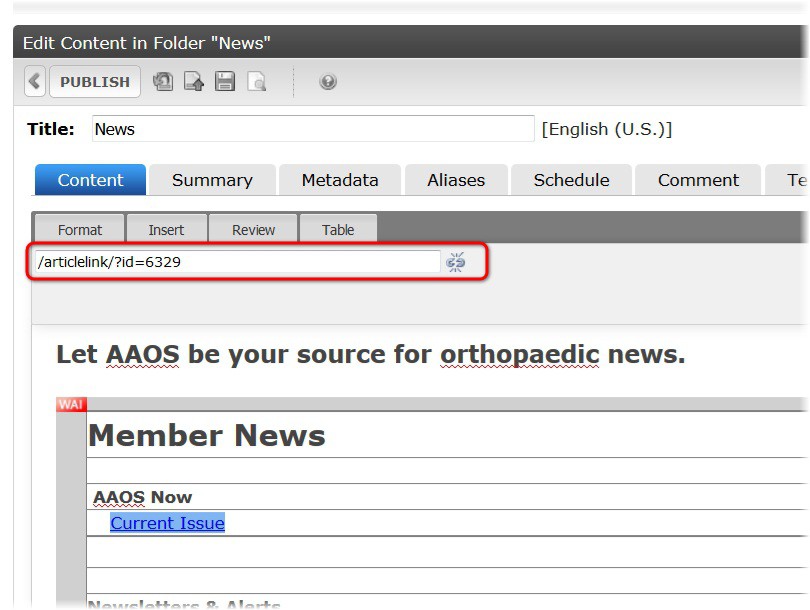 Edit Content in Folder "News"
PUBLISH
Title: News [English (U.S.)]
Content Summary Metadata Aliases Schedule Comment Te
Format Insert Review Table
/articlelink/?id=6329
Let AAOS be your source for orthopaedic news.
WAI
Member News
AAOS Now
Current Issue
Newsletters & Alerts